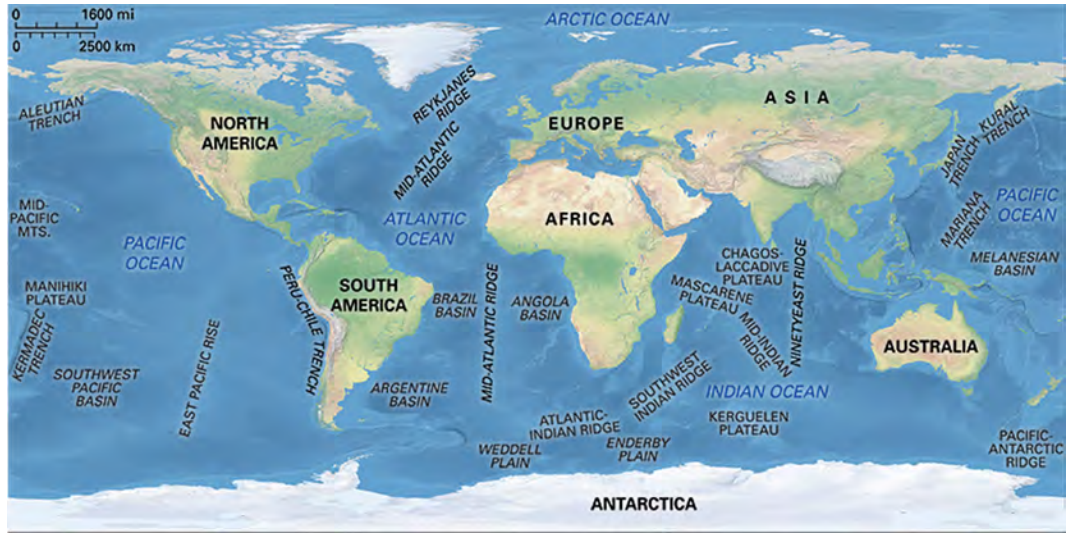 0 1600 mi
0 2500 km
ARCTIC OCEAN
ALEUTIAN
TRENCH
NORTH
AMERICA
REYKJANES
RIDGE
MID-ATLANTIC
RIDGE
EUROPE
ASIA
KURAL
TRENCH
JAPAN
TRENCH
MID-
PACIFIC
MTS.
PACIFIC
OCEAN
ATLANTIC
OCEAN
AFRICA
MARIANA
TRENCH
PACIFIC
OCEAN
MELANESIAN
BASIN
MANIHIKI
PLATEAU
KERMADEC
TRENCH
SOUTHWEST
PACIFIC
BASIN
EAST PACIFIC RISE
PERU-CHILE TRENCH
SOUTH
AMERICA
BRAZIL
BASIN
MID-ATLANTIC RIDGE
ANGOLA
BASIN
CHAGOS-
LACCADIVE
PLATEAU
MASCARENE
PLATEAU
MID-INDIAN
RIDGE
NINETYEAST RIDGE
AUSTRALIA
ARGENTINE
BASIN
SOUTHWEST
INDIAN RIDGE
INDIAN OCEAN
ATLANTIC-
INDIAN RIDGE
KERGUELEN
PLATEAU
WEDDELL
PLAIN
ENDERBY
PLAIN
PACIFIC-
ANTARCTIC
RIDGE
ANTARCTICA